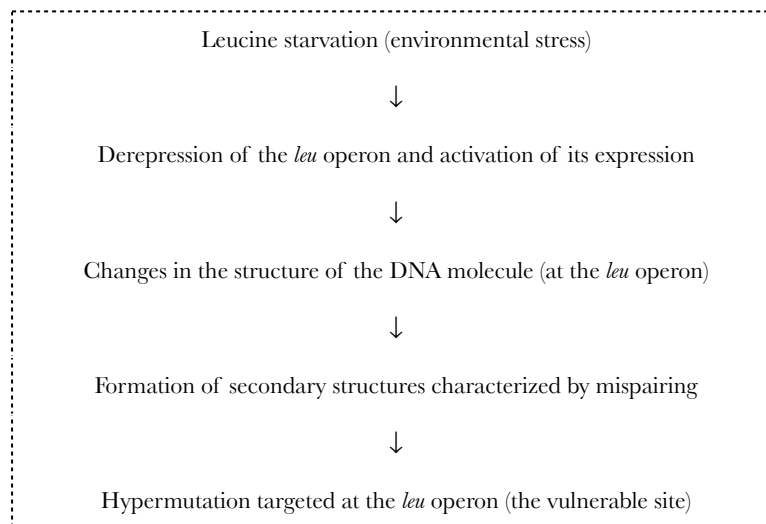 Leucine starvation (environmental stress)
↓
Derepression of the leu operon and activation of its expression
↓
Changes in the structure of the DNA molecule (at the leu operon)
↓
Formation of secondary structures characterized by mispairing
↓
Hypermutation targeted at the leu operon (the vulnerable site)